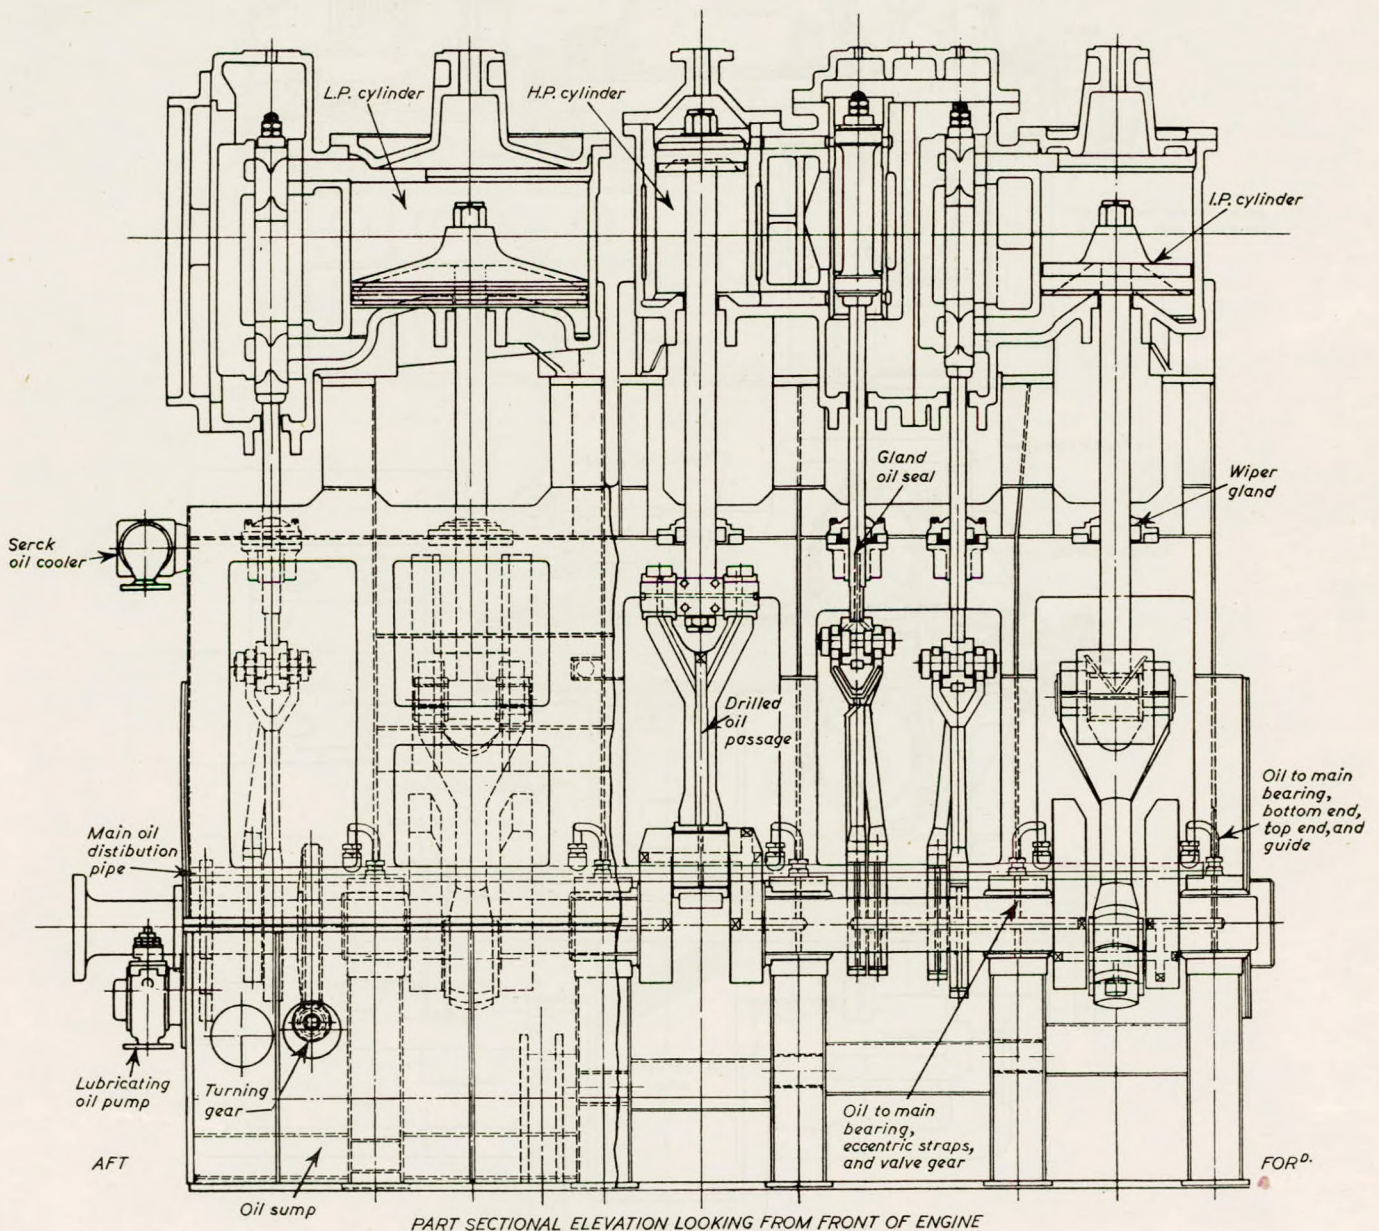 L.P. cylinder
H.P. cylinder
I.P. cylinder
Gland
oil seal
Wiper
gland
Serck
oil cooler
Drilled
oil
passage
Oil to main
bearing,
bottom end,
top end, and
guide
Main oil
distibution
pipe
Lubricating
oil pump
Turning
gear
Oil to main
bearing,
eccentric straps,
and valve gear
AFT
FORD.
Oil sump
PART SECTIONAL ELEVATION LOOKING FROM FRONT OF ENGINE